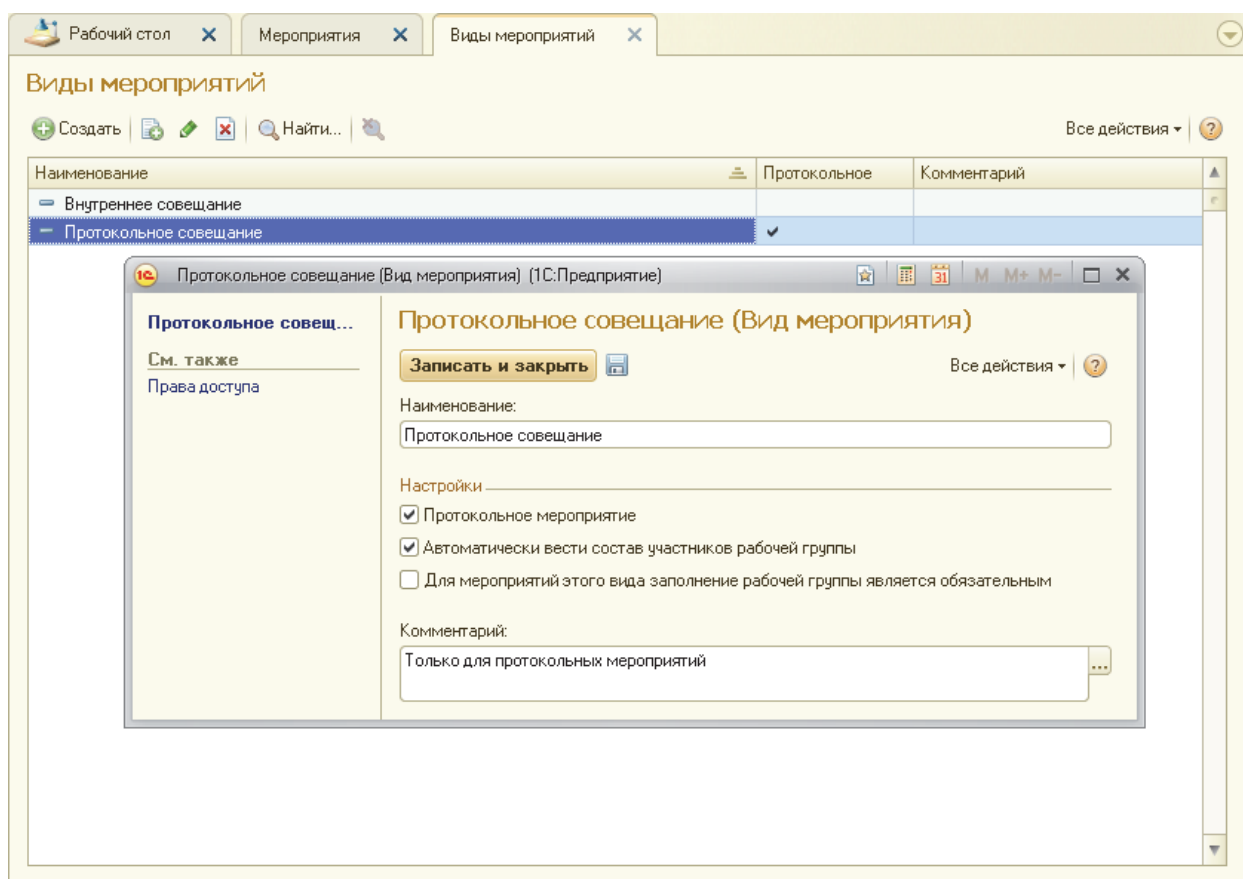 Рабочий стол Мероприятия Виды мероприятий
Виды мероприятий
Создать Найти... Все действия
Наименование Протокольное Комментарий
Внутреннее совещание
Протокольное совещание
1С Протокольное совещание (Вид мероприятия) (1С:Предприятие) 31 M M+ M-
Протокольное совещ... Протокольное совещание (Вид мероприятия)
См. также Записать и закрыть Все действия
Права доступа
Наименование:
Протокольное совещание
Настройки
Протокольное мероприятие
Автоматически вести состав участников рабочей группы
Для мероприятий этого вида заполнение рабочей группы является обязательным
Комментарий:
Только для протокольных мероприятий
...